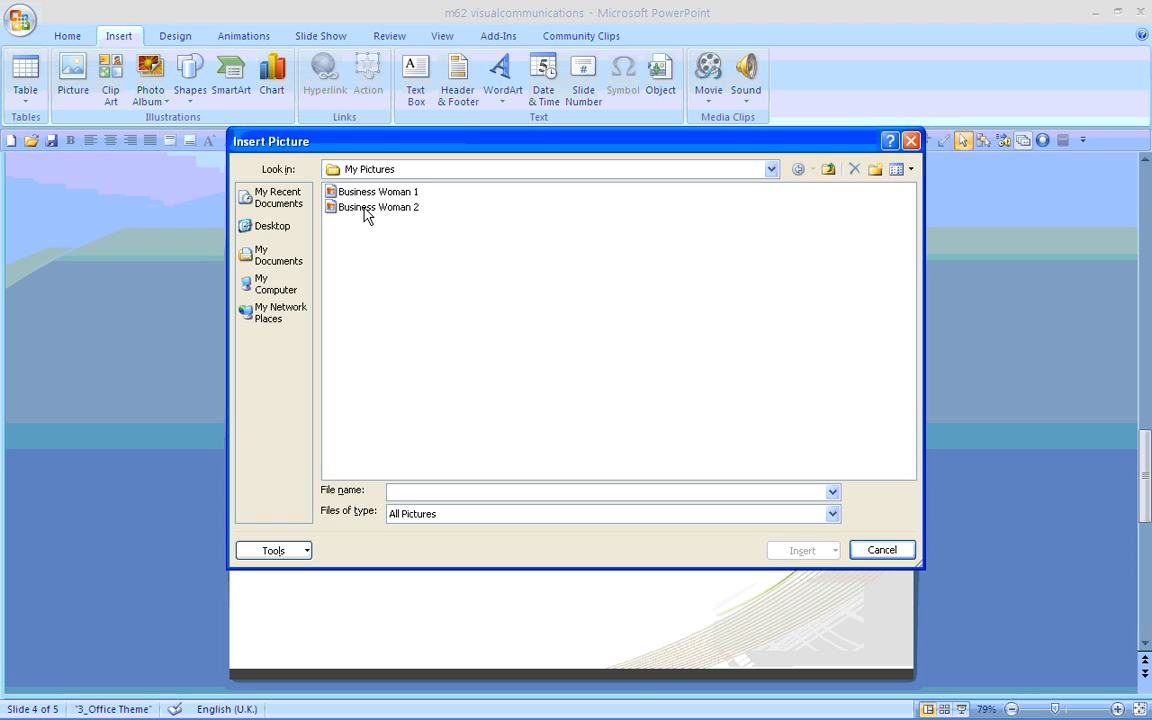 m62 visualcommunications - Microsoft PowerPoint
Home Insert Design Animations Slide Show Review View Add-Ins Community Clips
Table Picture Clip Art Photo Album Shapes SmartArt Chart Hyperlink Action Text Box Header & Footer WordArt Date & Time Slide Number Symbol Object Movie Sound
Tables Illustrations Links Text Media Clips
B A
Insert Picture
Look in: My Pictures
My Recent Documents
Desktop
My Documents
My Computer
My Network Places
Business Woman 1
Business Woman 2
File name:
Files of type: All Pictures
Tools Insert Cancel
Slide 4 of 5 "3_Office Theme" English (U.K.) 79%